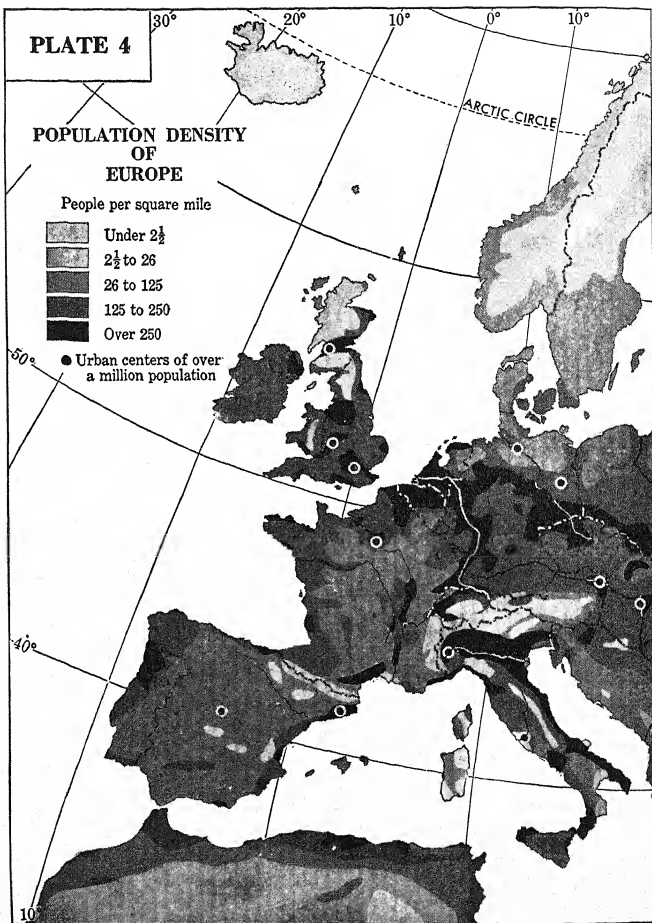 30° 20° 10° 0° 10°
PLATE 4
ARCTIC CIRCLE
POPULATION DENSITY
OF
EUROPE
People per square mile
Under 2½
2½ to 26
26 to 125
125 to 250
Over 250
Urban centers of over
a million population
50°
40°
10°